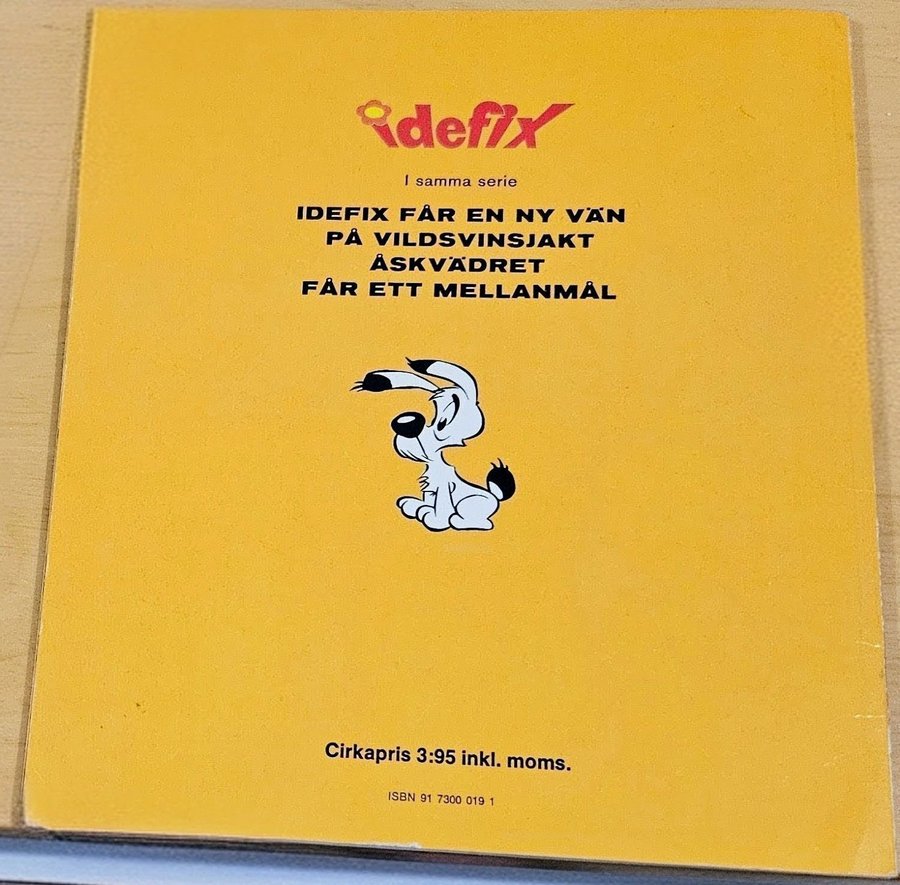 idefix
I samma serie
IDEFIX FÅR EN NY VÄN
PÅ VILDSVINSJAKT
ÅSKVÄDRET
FÅR ETT MELLANMÅL
Cirkapris 3:95 inkl. moms.
ISBN 91 7300 019 1